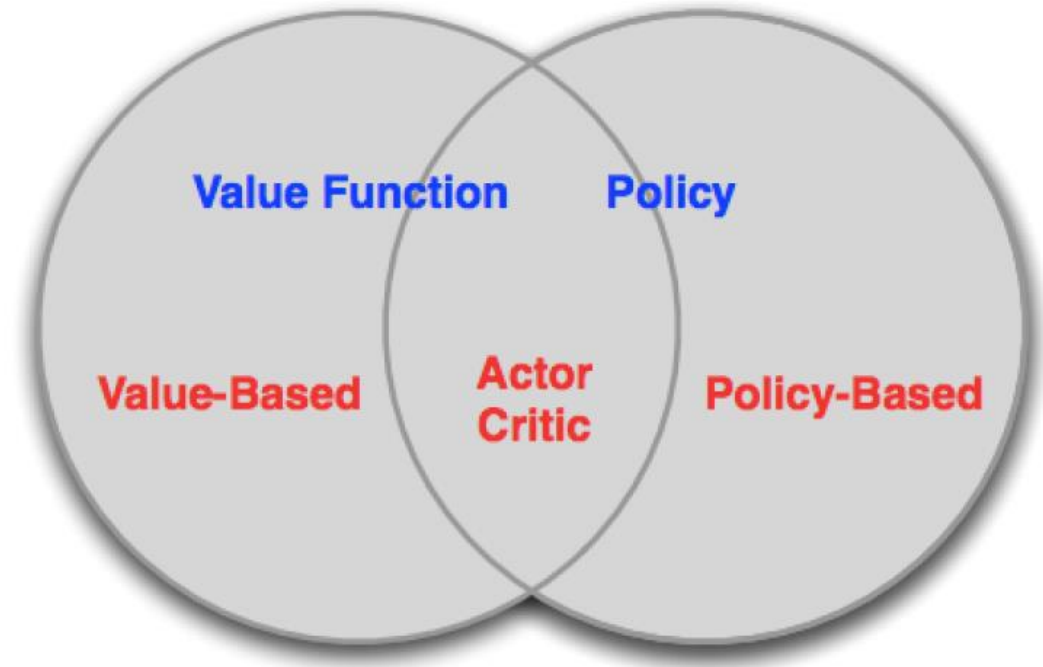 Value Function
Policy
Value-Based
Actor
Critic
Policy-Based